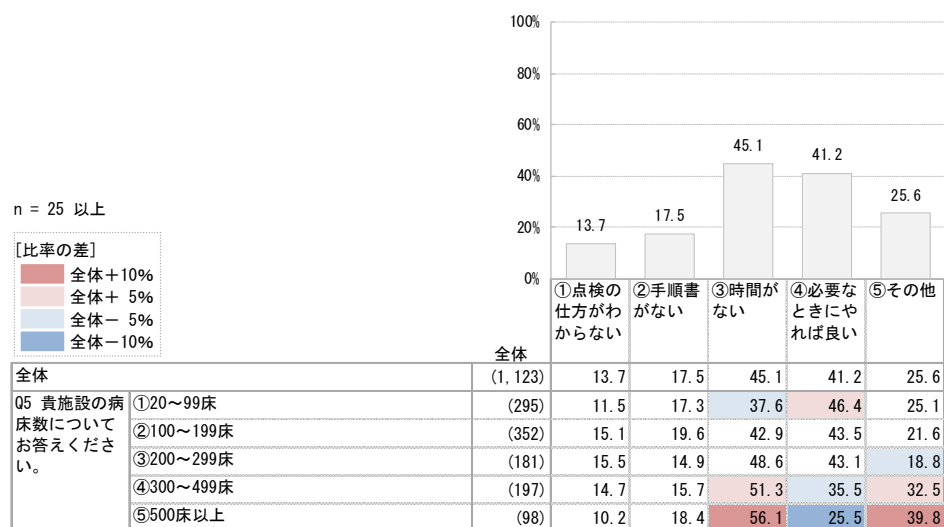 100%
80%
60%
40%
20%
0%
13.7
17.5
45.1
41.2
25.6
n = 25 以上
[比率の差]
全体+10%
全体+ 5%
全体- 5%
全体-10%
全体
①点検の仕方がわからない
②手順書がない
③時間がない
④必要なときにやれば良い
⑤その他
全体 (1,123) 13.7 17.5 45.1 41.2 25.6
Q5 貴施設の病床数についてお答えください。
①20~99床 (295) 11.5 17.3 37.6 46.4 25.1
②100~199床 (352) 15.1 19.6 42.9 43.5 21.6
③200~299床 (181) 15.5 14.9 48.6 43.1 18.8
④300~499床 (197) 14.7 15.7 51.3 35.5 32.5
⑤500床以上 (98) 10.2 18.4 56.1 25.5 39.8